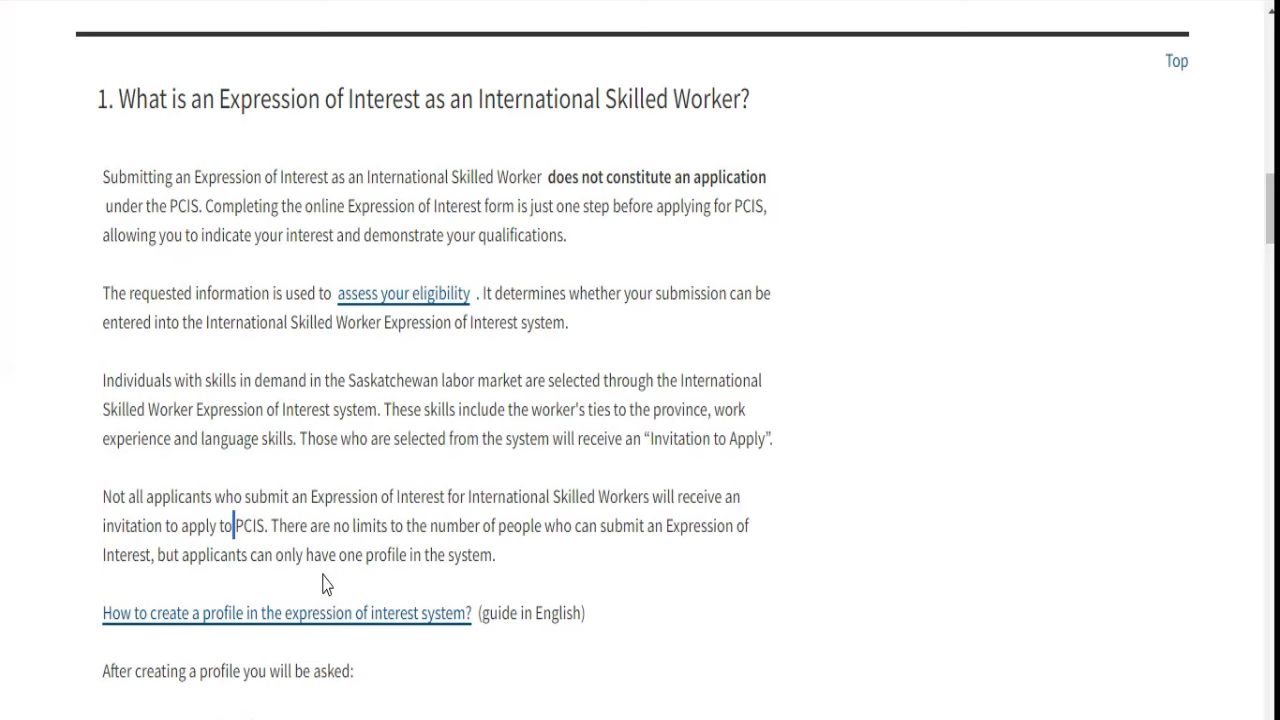 Top
1. What is an Expression of Interest as an International Skilled Worker?
Submitting an Expression of Interest as an International Skilled Worker does not constitute an application
under the PCIS. Completing the online Expression of Interest form is just one step before applying for PCIS,
allowing you to indicate your interest and demonstrate your qualifications.
The requested information is used to assess your eligibility . It determines whether your submission can be
entered into the International Skilled Worker Expression of Interest system.
Individuals with skills in demand in the Saskatchewan labor market are selected through the International
Skilled Worker Expression of Interest system. These skills include the worker's ties to the province, work
experience and language skills. Those who are selected from the system will receive an “Invitation to Apply”.
Not all applicants who submit an Expression of Interest for International Skilled Workers will receive an
invitation to apply to PCIS. There are no limits to the number of people who can submit an Expression of
Interest, but applicants can only have one profile in the system.
How to create a profile in the expression of interest system? (guide in English)
After creating a profile you will be asked: